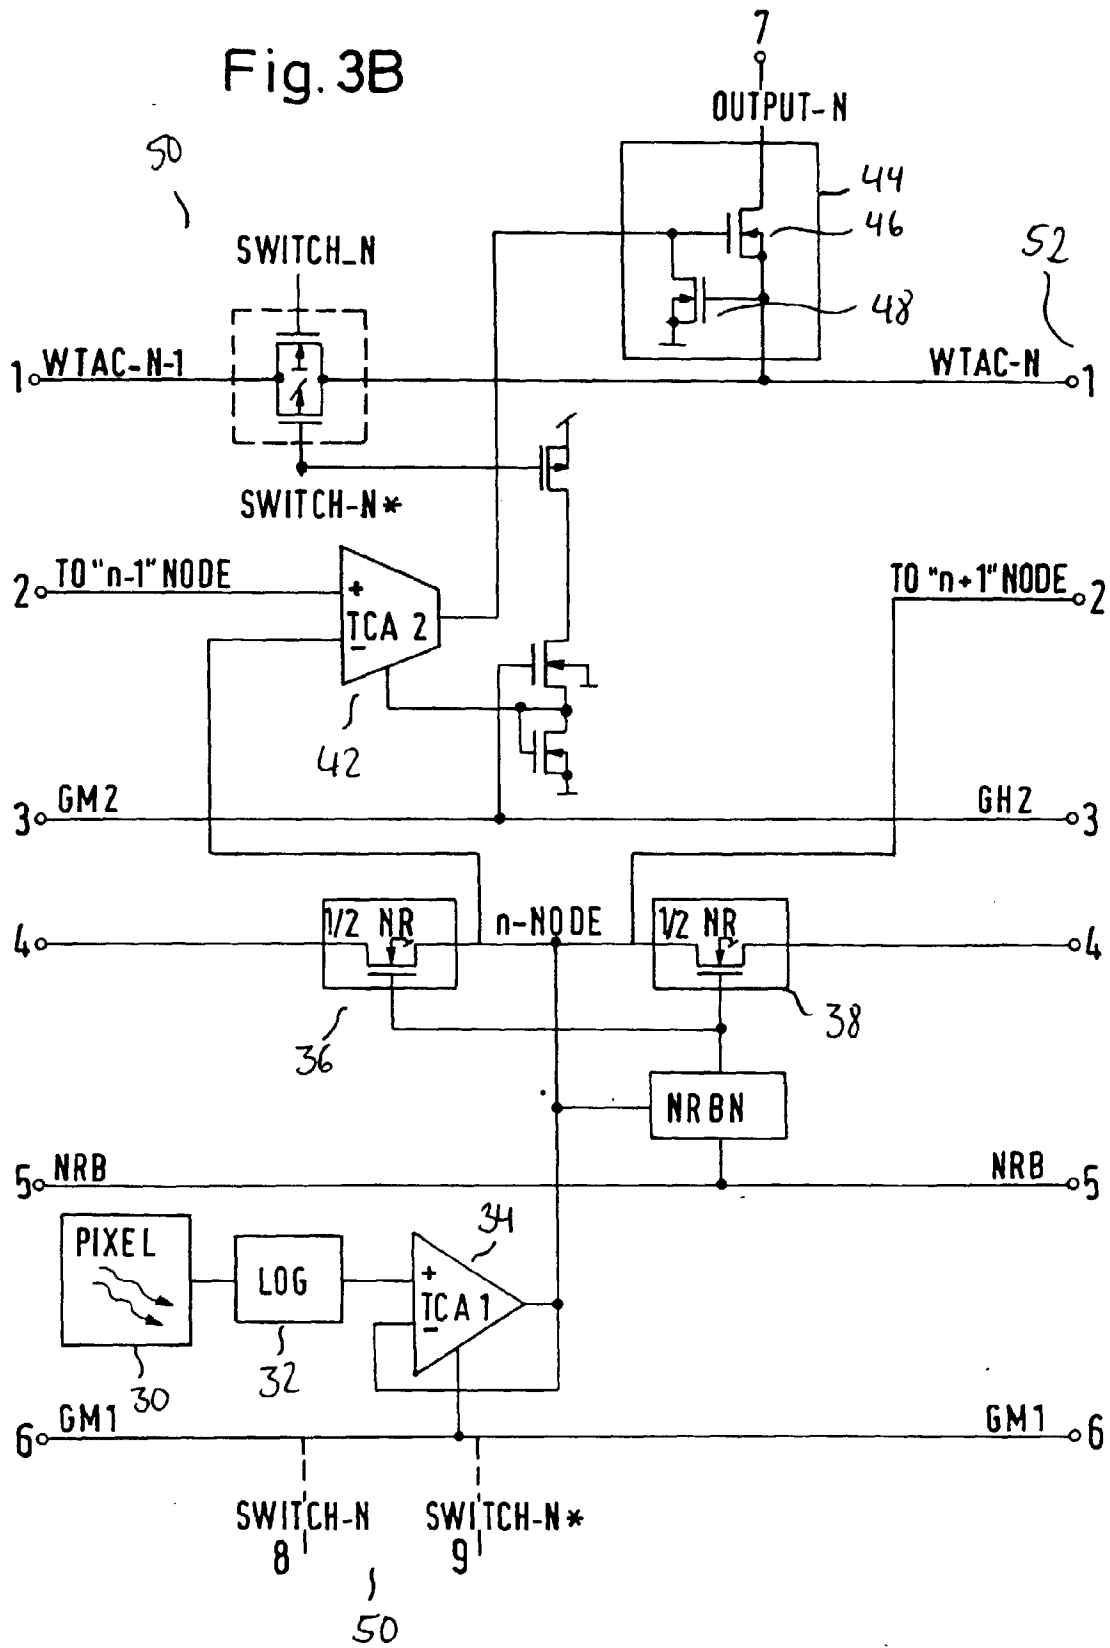 7
Fig. 3B
OUTPUT-N
50
44
46
52
SWITCH_N
48
1 WTAC-N-1
WTAC-N 1
SWITCH-N*
2 TO "n-1" NODE
TO "n+1" NODE 2
+
TCA 2
-
42
3 GM2
GH2 3
1/2 NR
n-NODE
1/2 NR
4
4
36
38
NRBN
5 NRB
NRB 5
34
PIXEL
LOG
+
TCA 1
-
30
32
6 GM1
GM1 6
SWITCH-N
SWITCH-N*
8
9
50